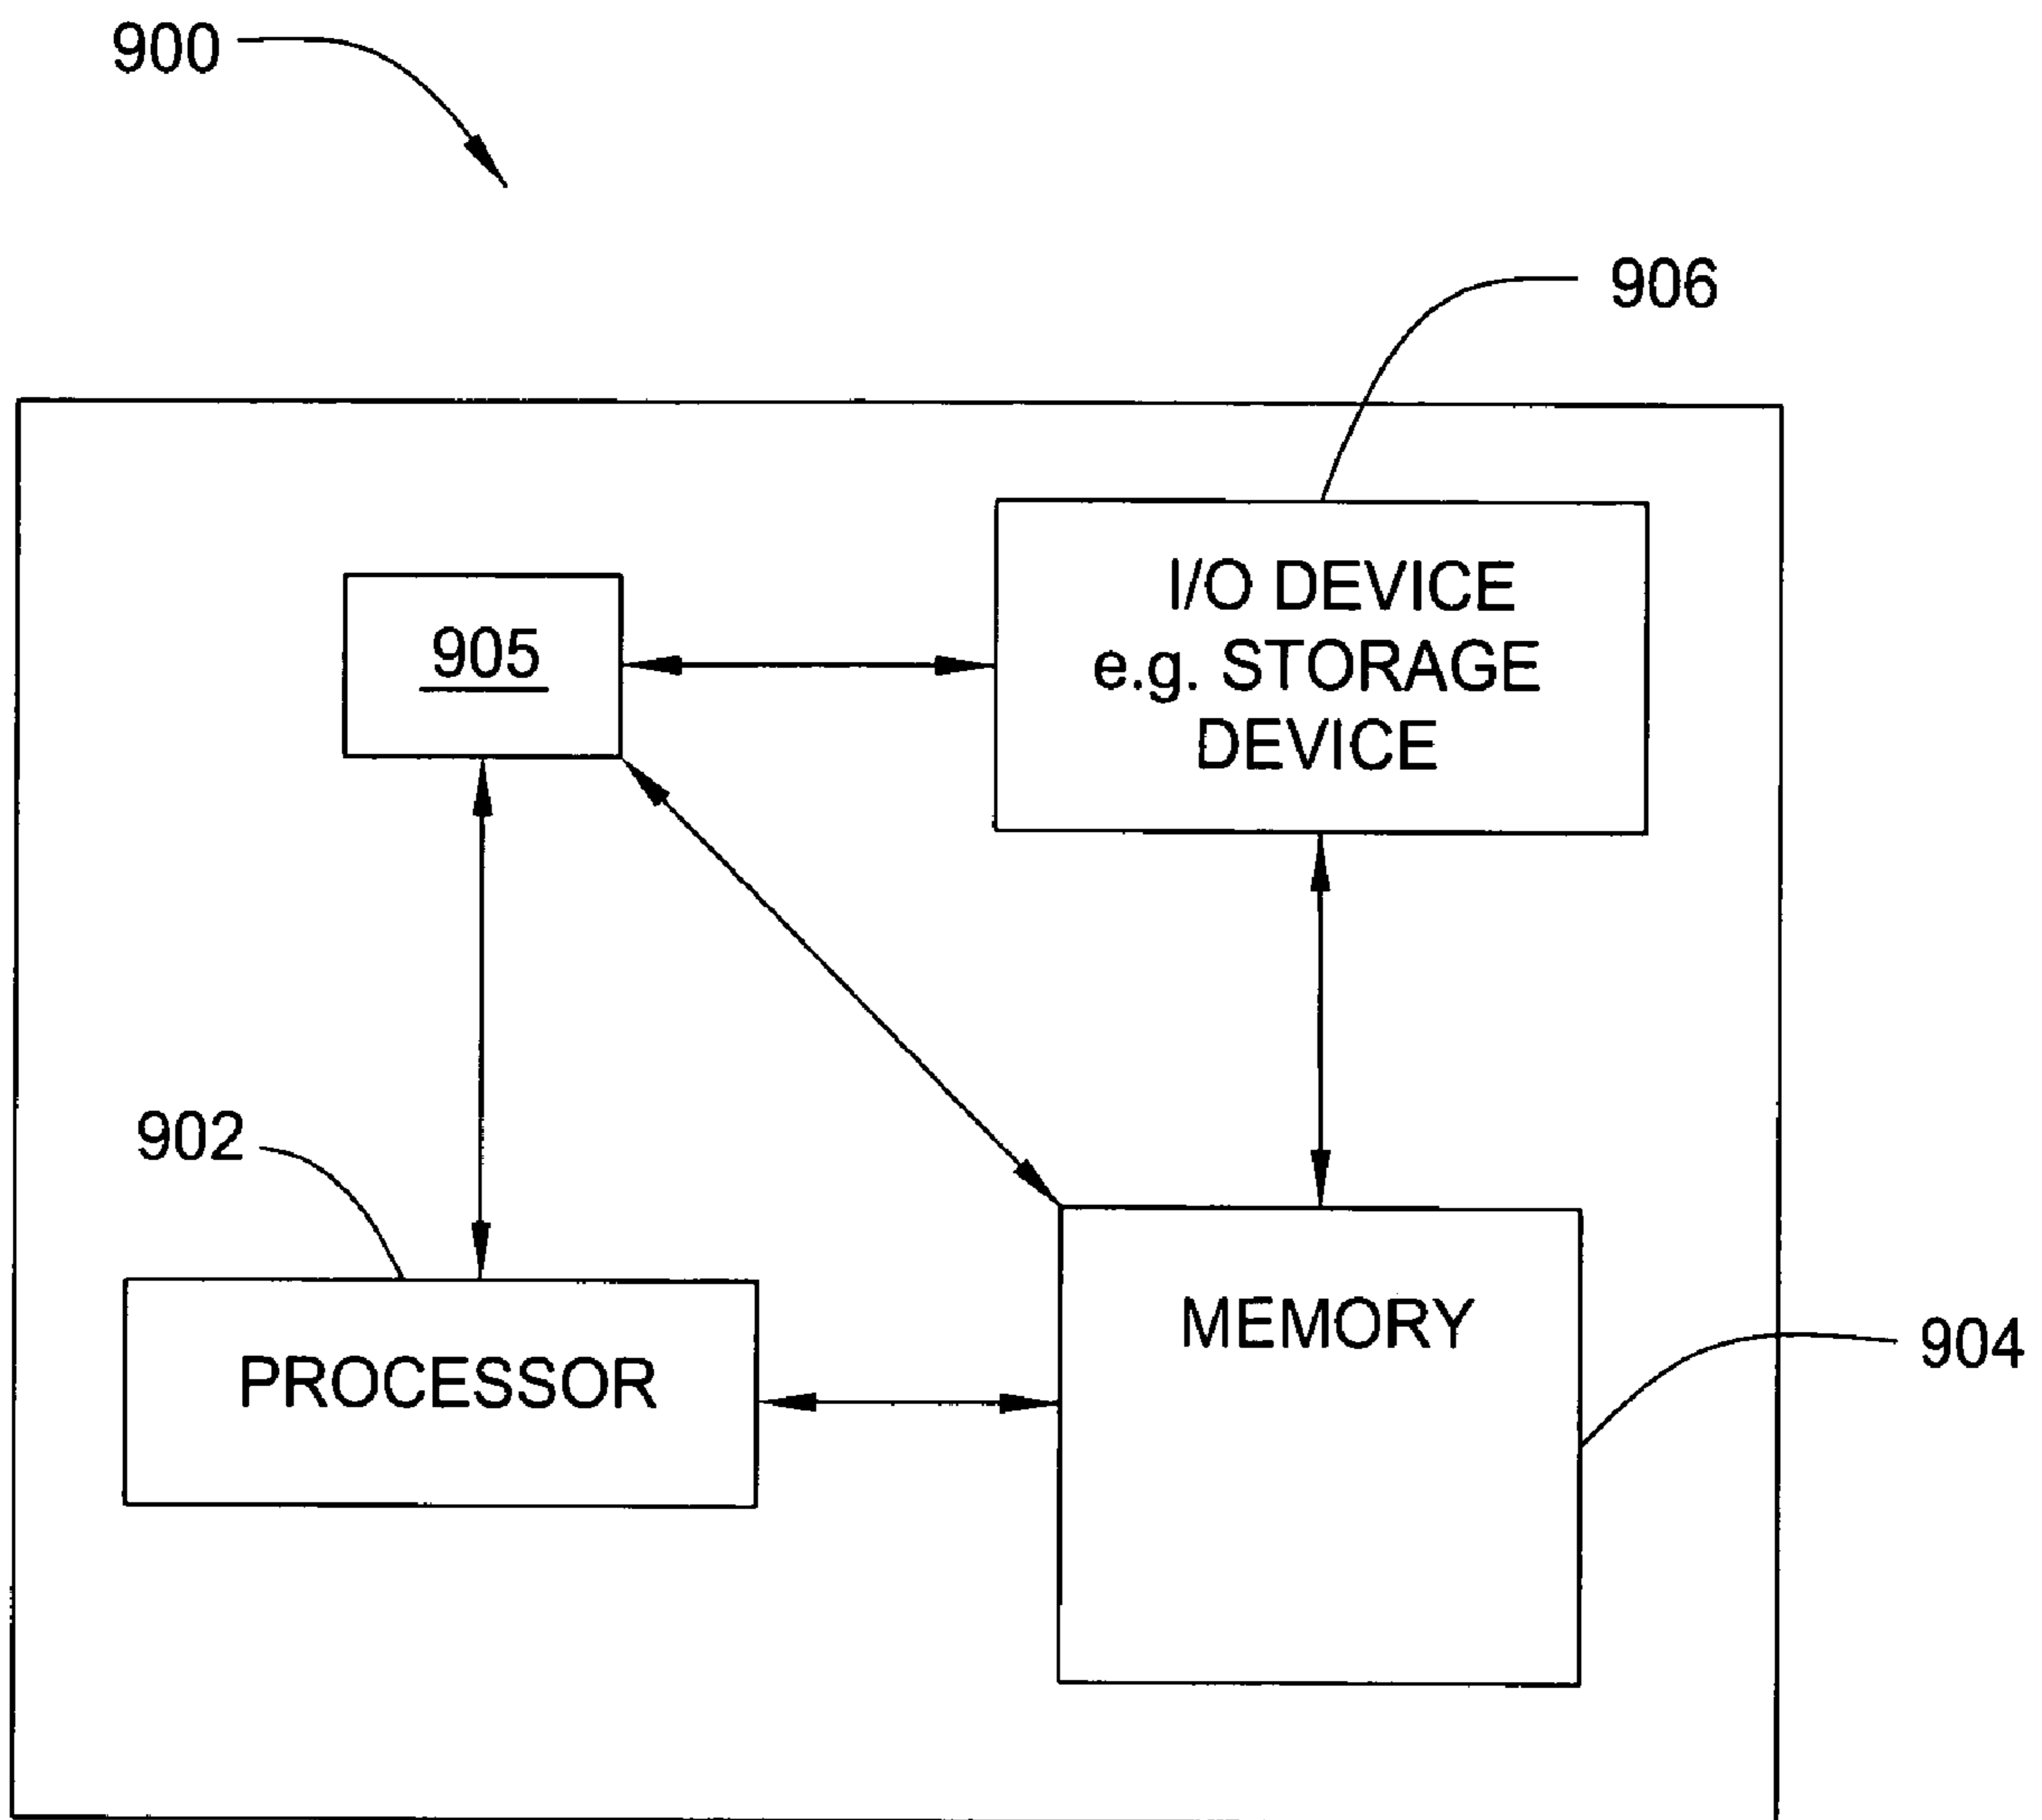 900
906
905
I/O DEVICE
e.g. STORAGE
DEVICE
902
PROCESSOR
MEMORY
904